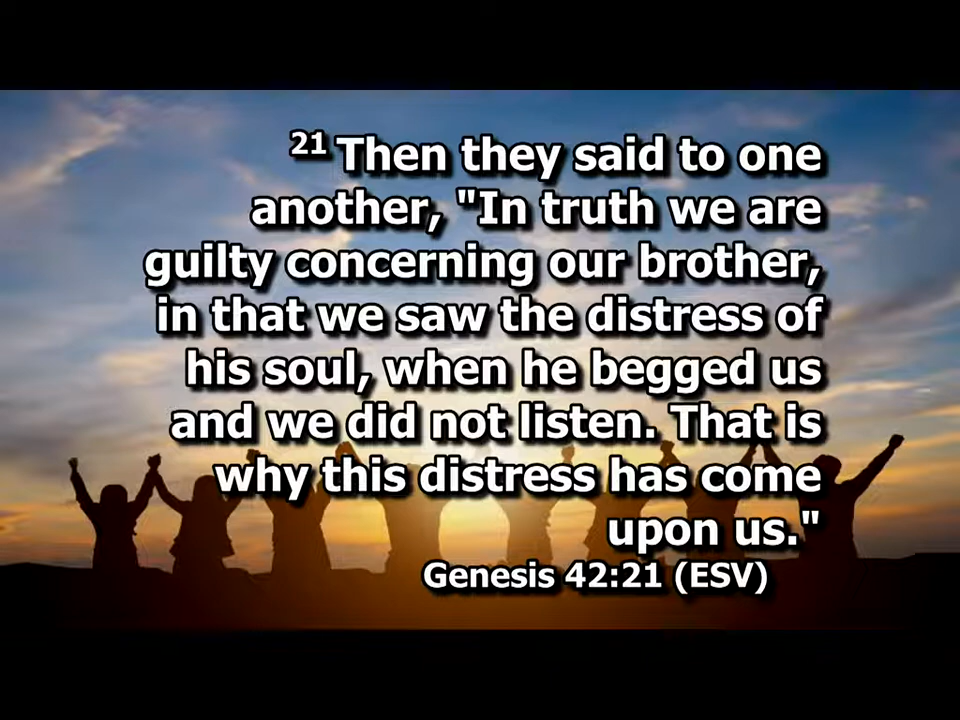 21 Then they said to one
another, "In truth we are
guilty concerning our brother,
in that we saw the distress of
his soul, when he begged us
and we did not listen. That is
why this distress has come
upon us."
Genesis 42:21 (ESV)